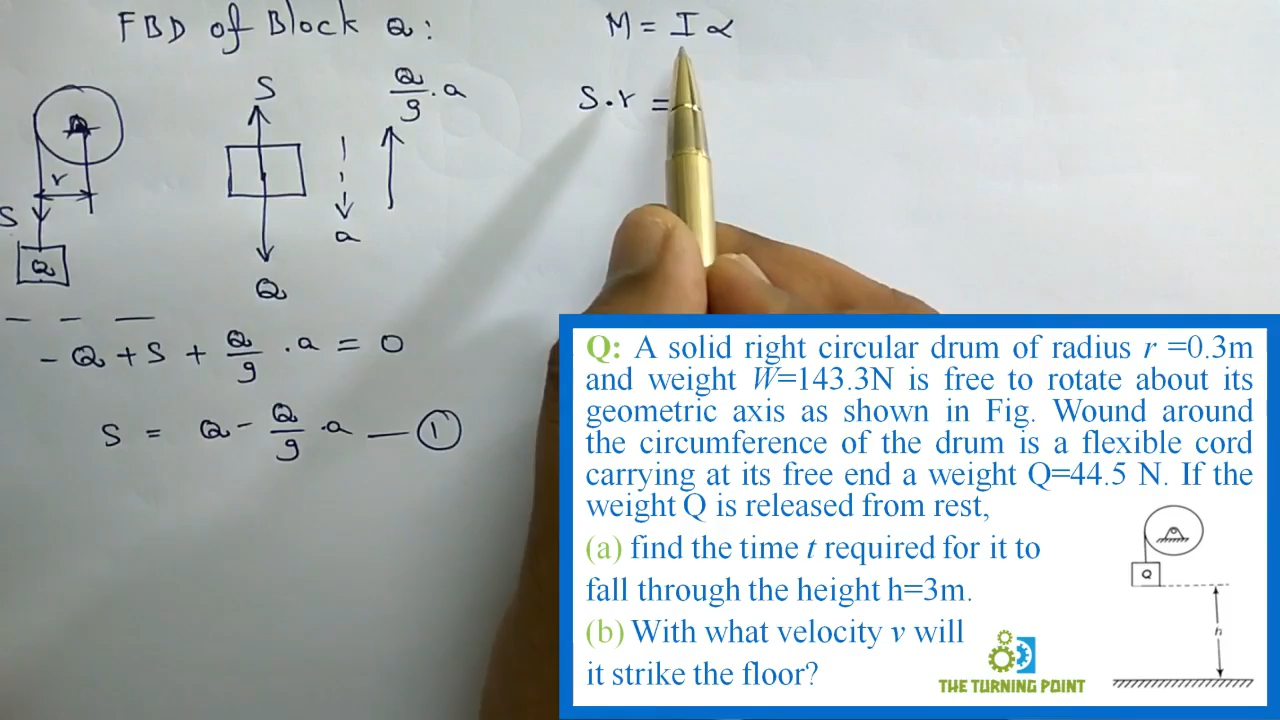 FBD of Block Q:
S
Q/g . a
r
S
a
Q
Q
- Q + S + Q/g . a = 0
S = Q - Q/g . a — ①
M = I α
S . r =
Q: A solid right circular drum of radius r =0.3m
and weight W=143.3N is free to rotate about its
geometric axis as shown in Fig. Wound around
the circumference of the drum is a flexible cord
carrying at its free end a weight Q=44.5 N. If the
weight Q is released from rest,
(a) find the time t required for it to
fall through the height h=3m.
(b) With what velocity v will
it strike the floor?
Q
h
THE TURNING POINT